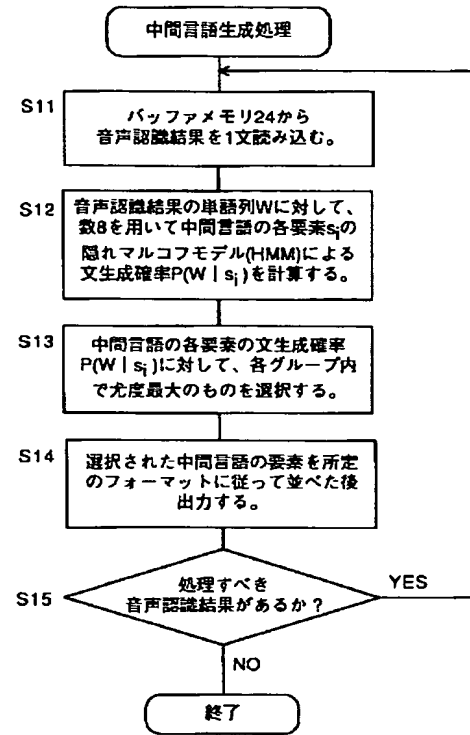 中間言語生成処理
S11
バッファメモリ24から
音声認識結果を1文読み込む。
S12
音声認識結果の単語列Wに対して、
数8を用いて中間言語の各要素siの
隠れマルコフモデル(HMM)による
文生成確率P(W | si)を計算する。
S13
中間言語の各要素の文生成確率
P(W | si)に対して、各グループ内
で尤度最大のものを選択する。
S14
選択された中間言語の要素を所定
のフォーマットに従って並べた後
出力する。
S15
処理すべき
音声認識結果があるか?
YES
NO
終了